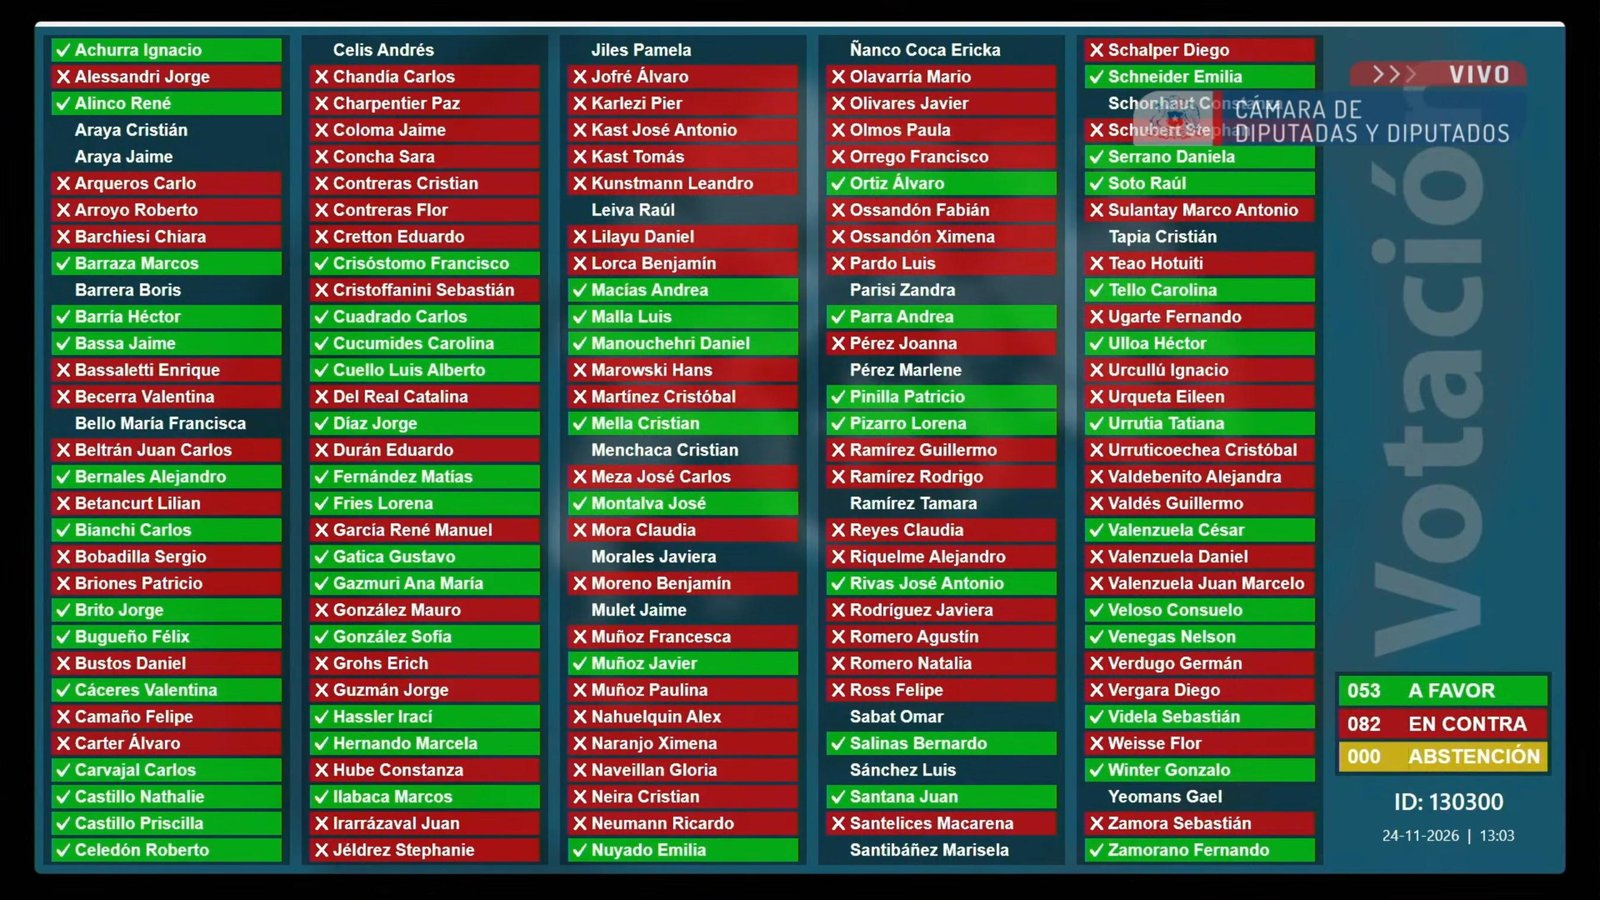 ✓ Achurra Ignacio
X Alessandri Jorge
✓ Alinco René
Araya Cristián
Araya Jaime
X Arqueros Carlo
X Arroyo Roberto
X Barchiesi Chiara
✓ Barraza Marcos
Barrera Boris
✓ Barría Héctor
✓ Bassa Jaime
X Bassaletti Enrique
X Becerra Valentina
Bello María Francisca
X Beltrán Juan Carlos
✓ Bernales Alejandro
X Betancurt Lilian
✓ Bianchi Carlos
X Bobadilla Sergio
X Briones Patricio
✓ Brito Jorge
✓ Bugueño Félix
X Bustos Daniel
✓ Cáceres Valentina
X Camaño Felipe
X Carter Álvaro
✓ Carvajal Carlos
✓ Castillo Nathalie
✓ Castillo Priscilla
✓ Celedón Roberto
Celis Andrés
X Chandía Carlos
X Charpentier Paz
X Coloma Jaime
X Concha Sara
X Contreras Cristian
X Contreras Flor
X Cretton Eduardo
✓ Crisóstomo Francisco
X Cristoffanini Sebastián
✓ Cuadrado Carlos
✓ Cucumides Carolina
✓ Cuello Luis Alberto
X Del Real Catalina
✓ Díaz Jorge
X Durán Eduardo
✓ Fernández Matías
✓ Fries Lorena
X García René Manuel
✓ Gatica Gustavo
✓ Gazmuri Ana María
X González Mauro
✓ González Sofía
X Grohs Erich
X Guzmán Jorge
✓ Hassler Irací
✓ Hernando Marcela
X Hube Constanza
✓ Ilabaca Marcos
X Irarrázaval Juan
X Jéldrez Stephanie
Jiles Pamela
X Jofré Álvaro
X Karlezi Pier
X Kast José Antonio
X Kast Tomás
X Kunstmann Leandro
Leiva Raúl
X Lilayu Daniel
X Lorca Benjamín
✓ Macías Andrea
✓ Malla Luis
✓ Manouchehri Daniel
X Marowski Hans
X Martínez Cristóbal
✓ Mella Cristian
Menchaca Cristian
X Meza José Carlos
✓ Montalva José
X Mora Claudia
Morales Javiera
X Moreno Benjamín
Mulet Jaime
X Muñoz Francesca
✓ Muñoz Javier
X Muñoz Paulina
X Nahuelquin Alex
X Naranjo Ximena
X Naveillan Gloria
X Neira Cristian
X Neumann Ricardo
✓ Nuyado Emilia
Ñanco Coca Ericka
X Olavarría Mario
X Olivares Javier
X Olmos Paula
X Orrego Francisco
✓ Ortiz Álvaro
X Ossandón Fabián
X Ossandón Ximena
X Pardo Luis
Parisi Zandra
✓ Parra Andrea
X Pérez Joanna
Pérez Marlene
✓ Pinilla Patricio
✓ Pizarro Lorena
X Ramírez Guillermo
X Ramírez Rodrigo
Ramírez Tamara
X Reyes Claudia
X Riquelme Alejandro
✓ Rivas José Antonio
X Rodríguez Javiera
X Romero Agustín
X Romero Natalia
X Ross Felipe
Sabat Omar
✓ Salinas Bernardo
Sánchez Luis
✓ Santana Juan
X Santelices Macarena
Santibáñez Marisela
X Schalper Diego
✓ Schneider Emilia
Schonhaut Constanza
X Schubert Stephan
✓ Serrano Daniela
✓ Soto Raúl
X Sulantay Marco Antonio
Tapia Cristián
X Teao Hotuiti
✓ Tello Carolina
X Ugarte Fernando
✓ Ulloa Héctor
X Urcullú Ignacio
X Urqueta Eileen
✓ Urrutia Tatiana
X Urruticoechea Cristóbal
X Valdebenito Alejandra
X Valdés Guillermo
✓ Valenzuela César
X Valenzuela Daniel
X Valenzuela Juan Marcelo
✓ Veloso Consuelo
✓ Venegas Nelson
X Verdugo Germán
X Vergara Diego
✓ Videla Sebastián
X Weisse Flor
✓ Winter Gonzalo
Yeomans Gael
X Zamora Sebastián
✓ Zamorano Fernando
>>> VIVO
CÁMARA DE
DIPUTADAS Y DIPUTADOS
Votación
053 A FAVOR
082 EN CONTRA
000 ABSTENCIÓN
ID: 130300
24-11-2026 | 13:03